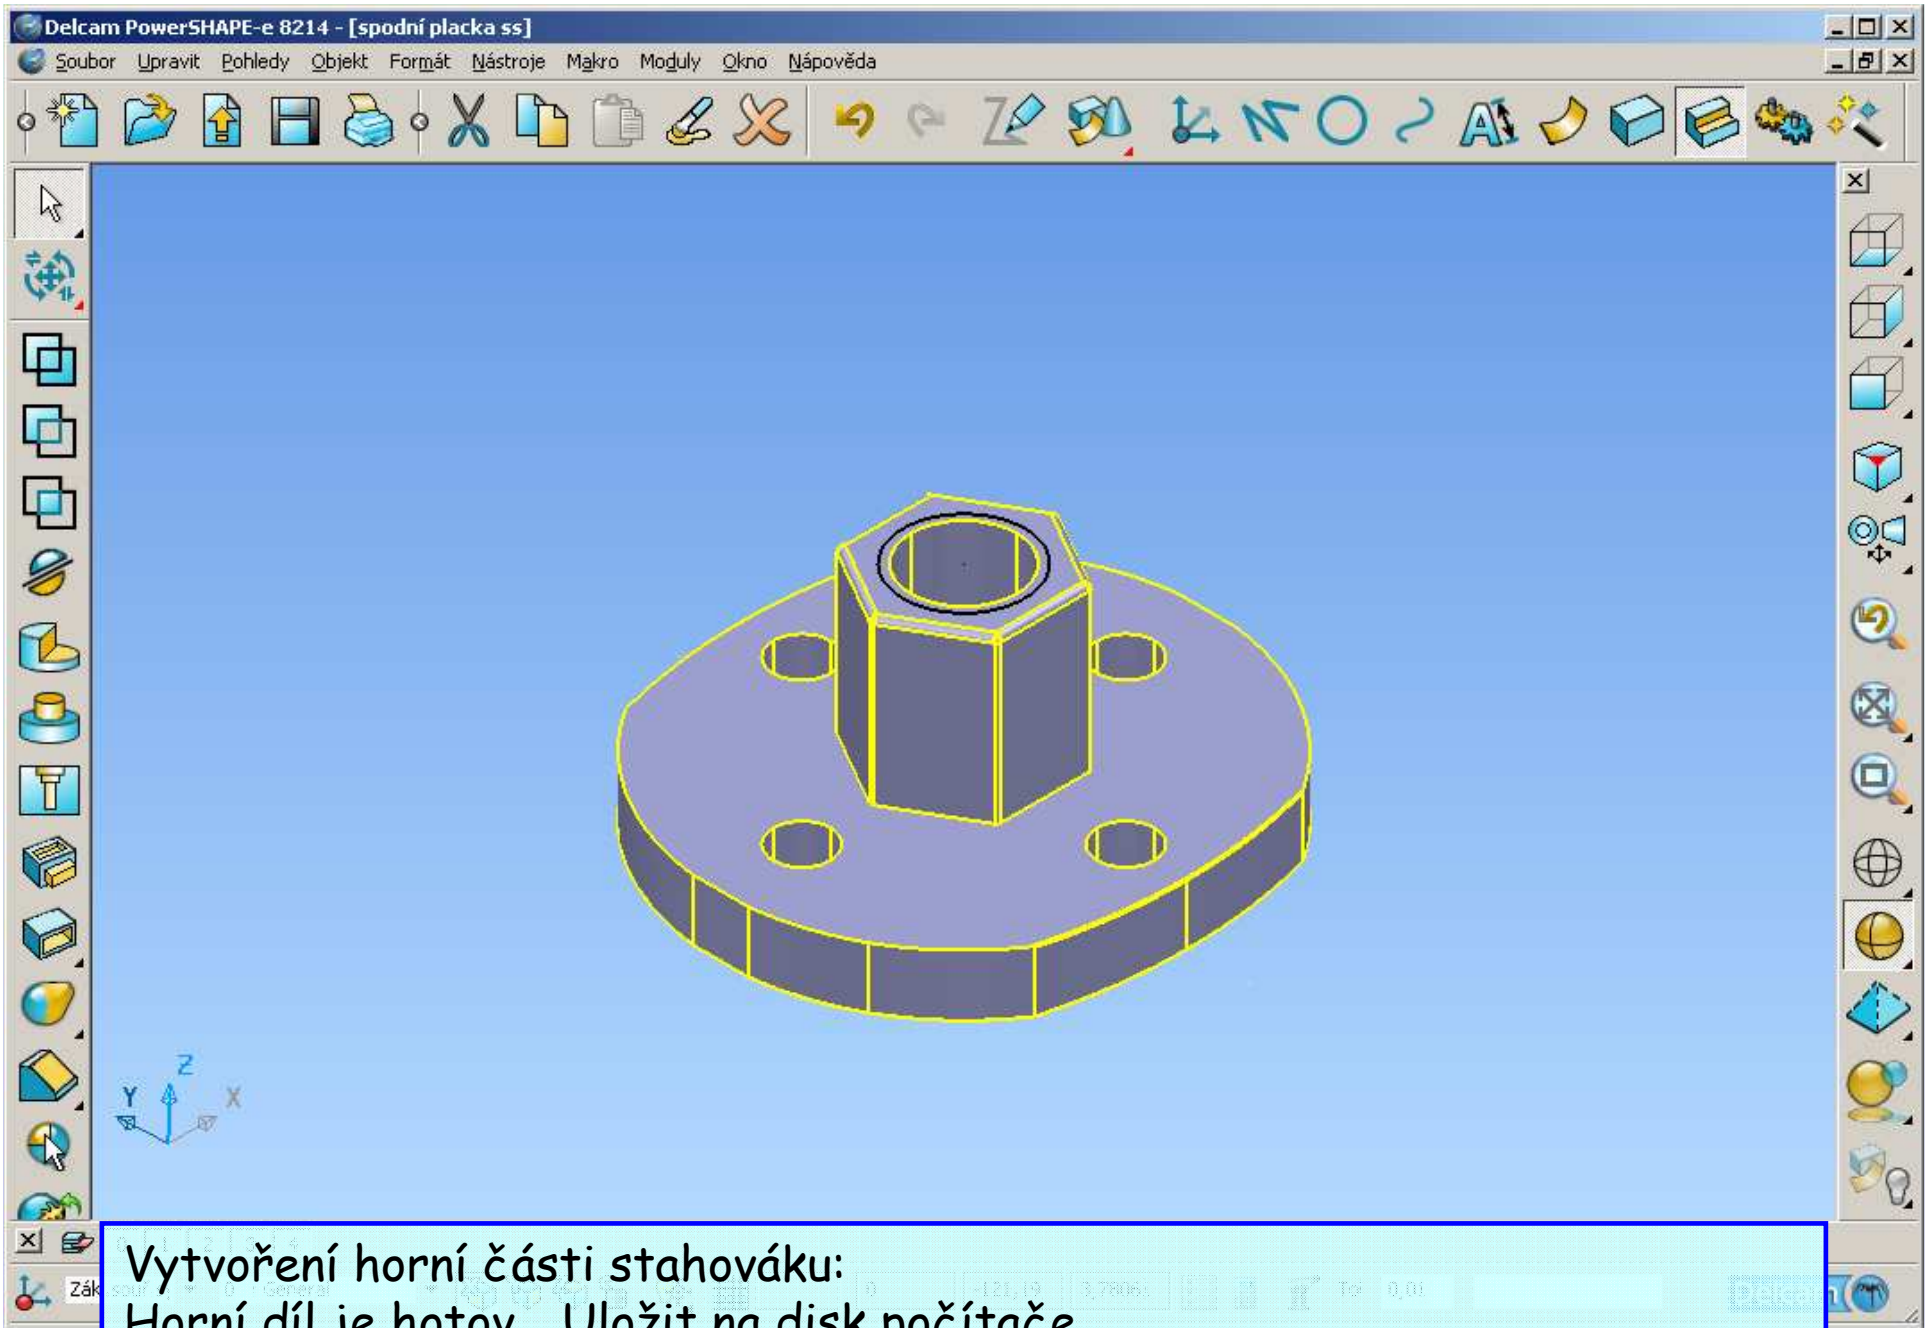 Delcam PowerSHAPE-e 8214 - [spodní placka ss]
Soubor Upravit Pohledy Objekt Formát Nástroje Makro Moduly Okno Nápověda
Z
Y X
Vytvoření horní části stahováku:
Zák
Horní díl je hotov. Uložit na disk počítače